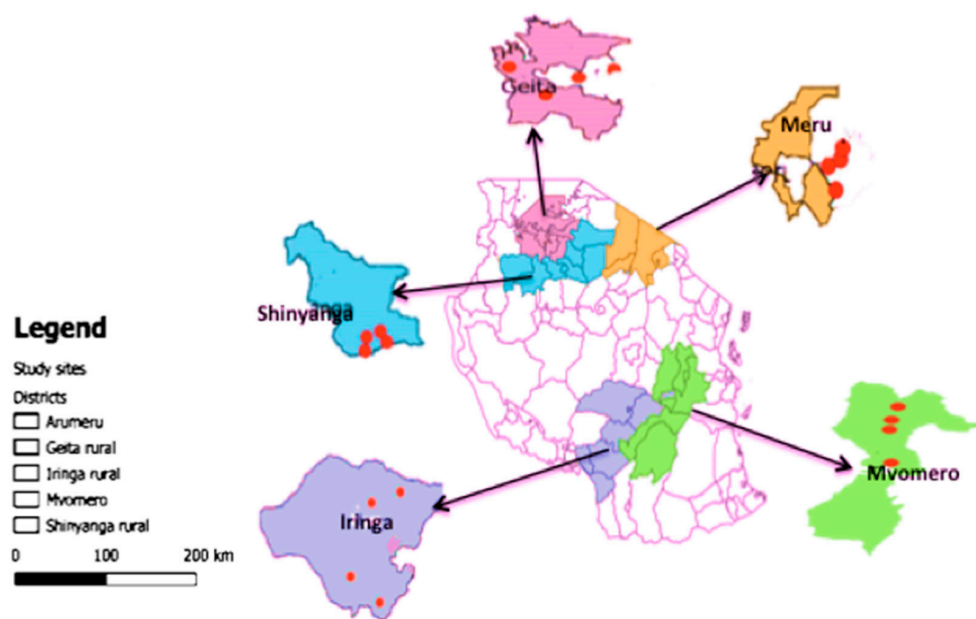 Geita
Meru
Shinyanga
Legend
Study sites
Districts
Arumeru
Geita rural
Iringa rural
Mvomero
Shinyanga rural
0 100 200 km
Iringa
Mvomero